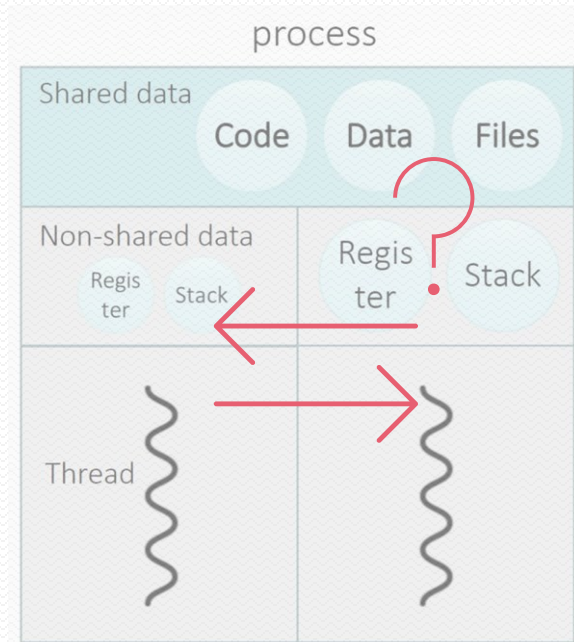 process
Shared data
Code Data Files
Non-shared data
Regis
ter
Stack
Regis
ter
Stack
Thread